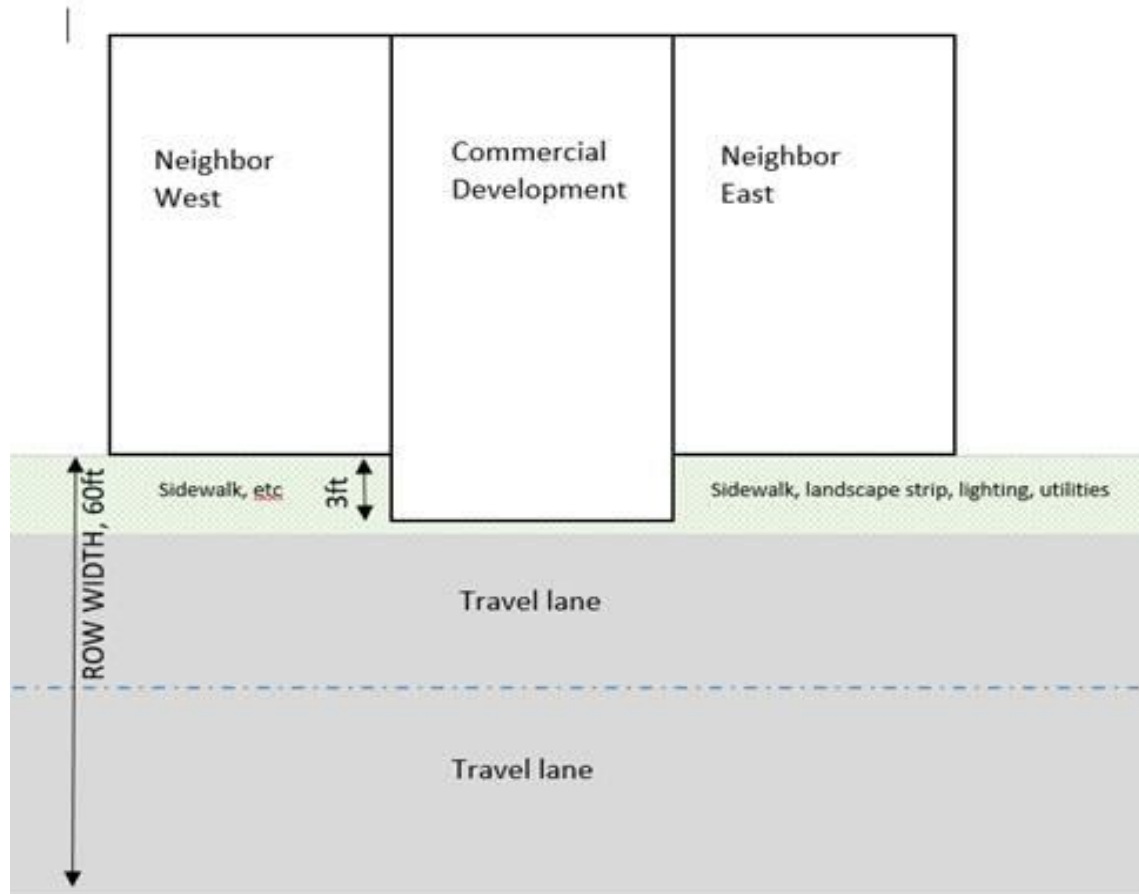 Neighbor
West
Commercial
Development
Neighbor
East
Sidewalk, etc
3ft
Sidewalk, landscape strip, lighting, utilities
ROW WIDTH, 60ft
Travel lane
Travel lane